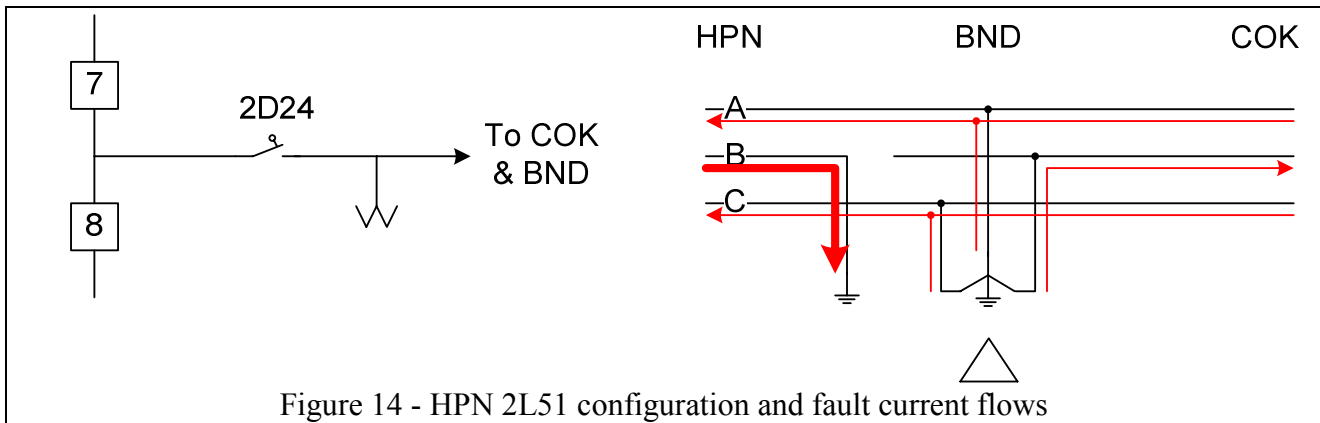 HPN BND COK
7
2D24
A
To COK
B
& BND
C
8
Figure 14 - HPN 2L51 configuration and fault current flows